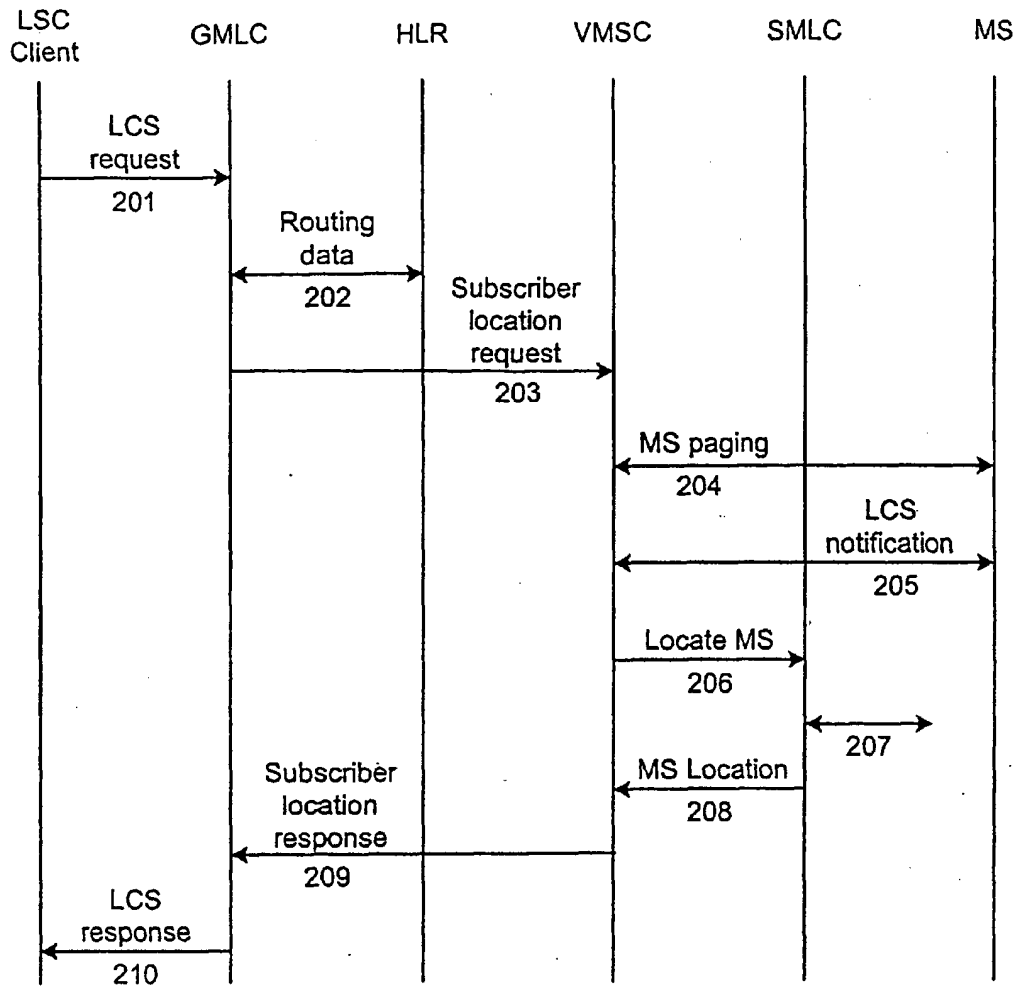 LSC
Client
GMLC
HLR
VMSC
SMLC
MS
LCS
request
201
Routing
data
202
Subscriber
location
request
203
MS paging
204
LCS
notification
205
Locate MS
206
207
MS Location
208
Subscriber
location
response
209
LCS
response
210